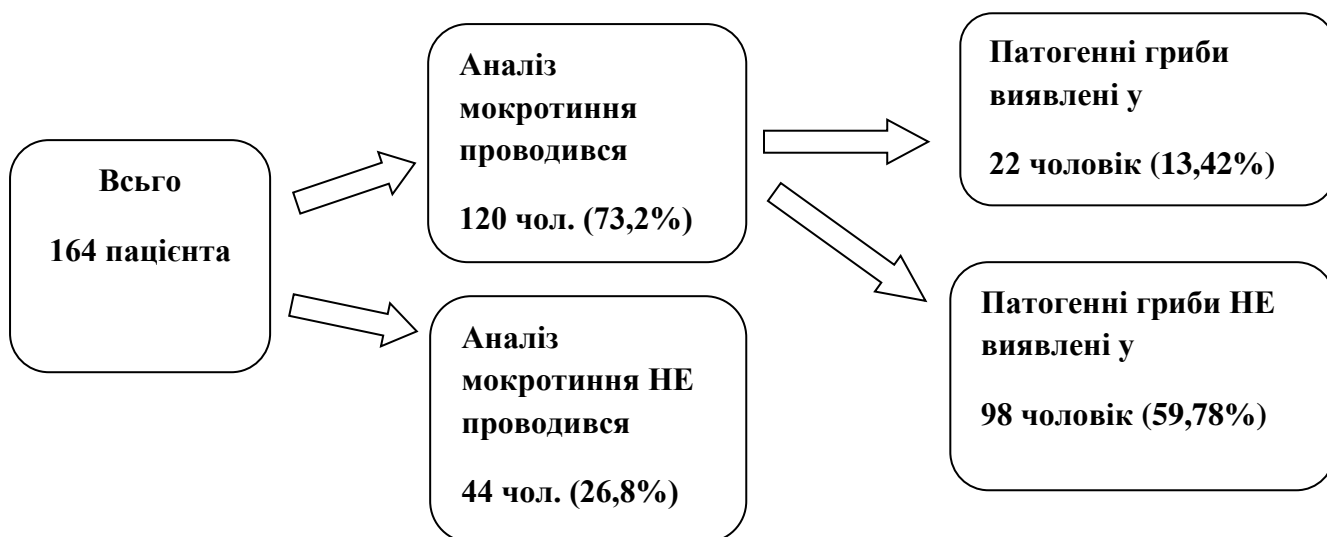 Всьго
164 пацієнта
Аналіз
мокротиння
проводився
120 чол. (73,2%)
Аналіз
мокротиння НЕ
проводився
44 чол. (26,8%)
Патогенні гриби
виявлені у
22 чоловік (13,42%)
Патогенні гриби НЕ
виявлені у
98 чоловік (59,78%)